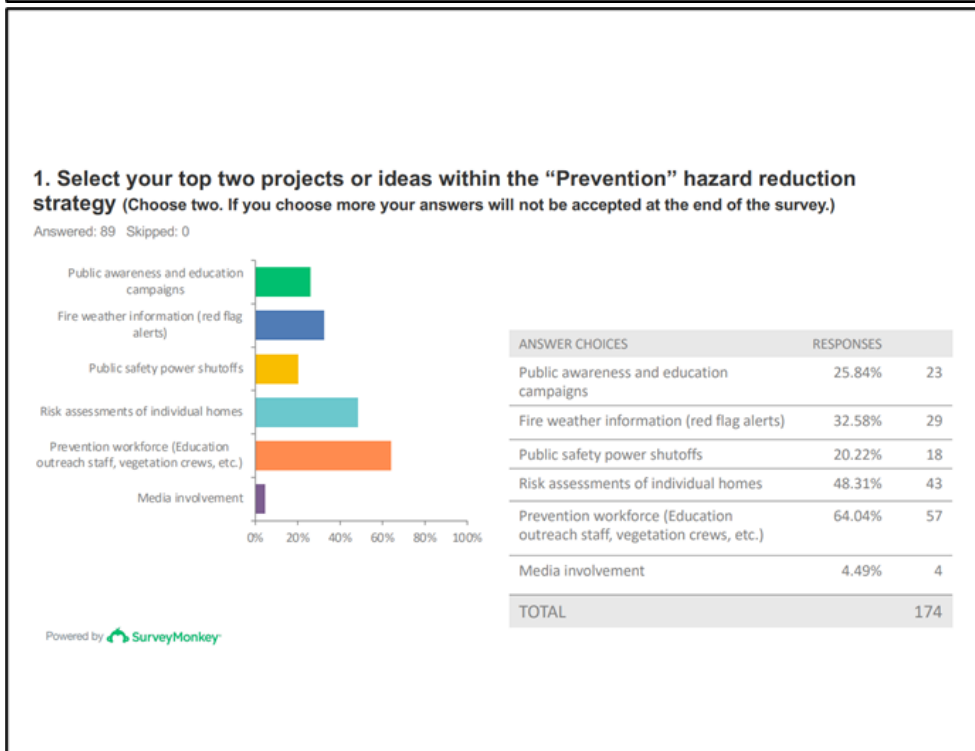 1. Select your top two projects or ideas within the “Prevention” hazard reduction
strategy (Choose two. If you choose more your answers will not be accepted at the end of the survey.)
Answered: 89 Skipped: 0
Public awareness and education
campaigns
Fire weather information (red flag
alerts)
Public safety power shutoffs
Risk assessments of individual homes
Prevention workforce (Education
outreach staff, vegetation crews, etc.)
Media involvement
0% 20% 40% 60% 80% 100%
ANSWER CHOICES RESPONSES
Public awareness and education 25.84% 23
campaigns
Fire weather information (red flag alerts) 32.58% 29
Public safety power shutoffs 20.22% 18
Risk assessments of individual homes 48.31% 43
Prevention workforce (Education 64.04% 57
outreach staff, vegetation crews, etc.)
Media involvement 4.49% 4
TOTAL 174
Powered by SurveyMonkey